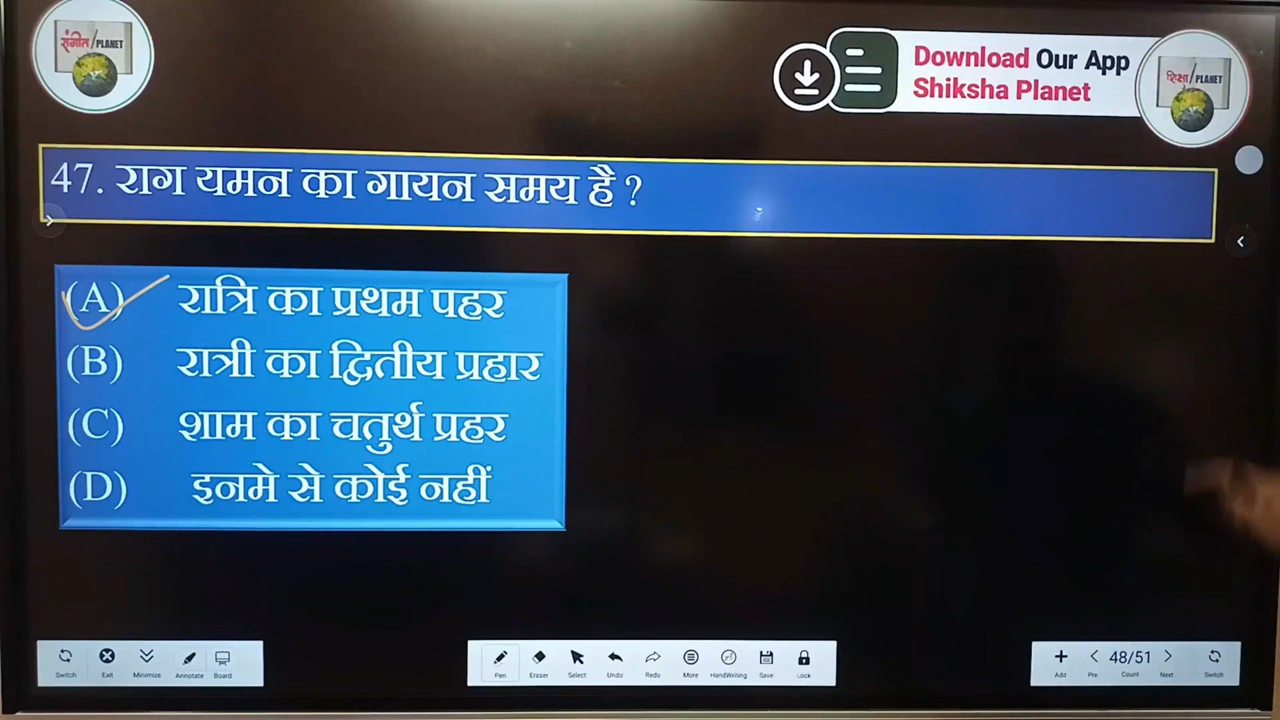 संगीत/PLANET
Download Our App
Shiksha Planet
शिक्षा/PLANET
47. राग यमन का गायन समय है ?
(A) रात्रि का प्रथम पहर
(B) रात्री का द्वितीय प्रहार
(C) शाम का चतुर्थ प्रहर
(D) इनमे से कोई नहीं
Switch Exit Minimize Annotate Board
Pen Eraser Select Undo Redo More HandWriting Save Lock
Add Pre 48/51 Count Next Switch